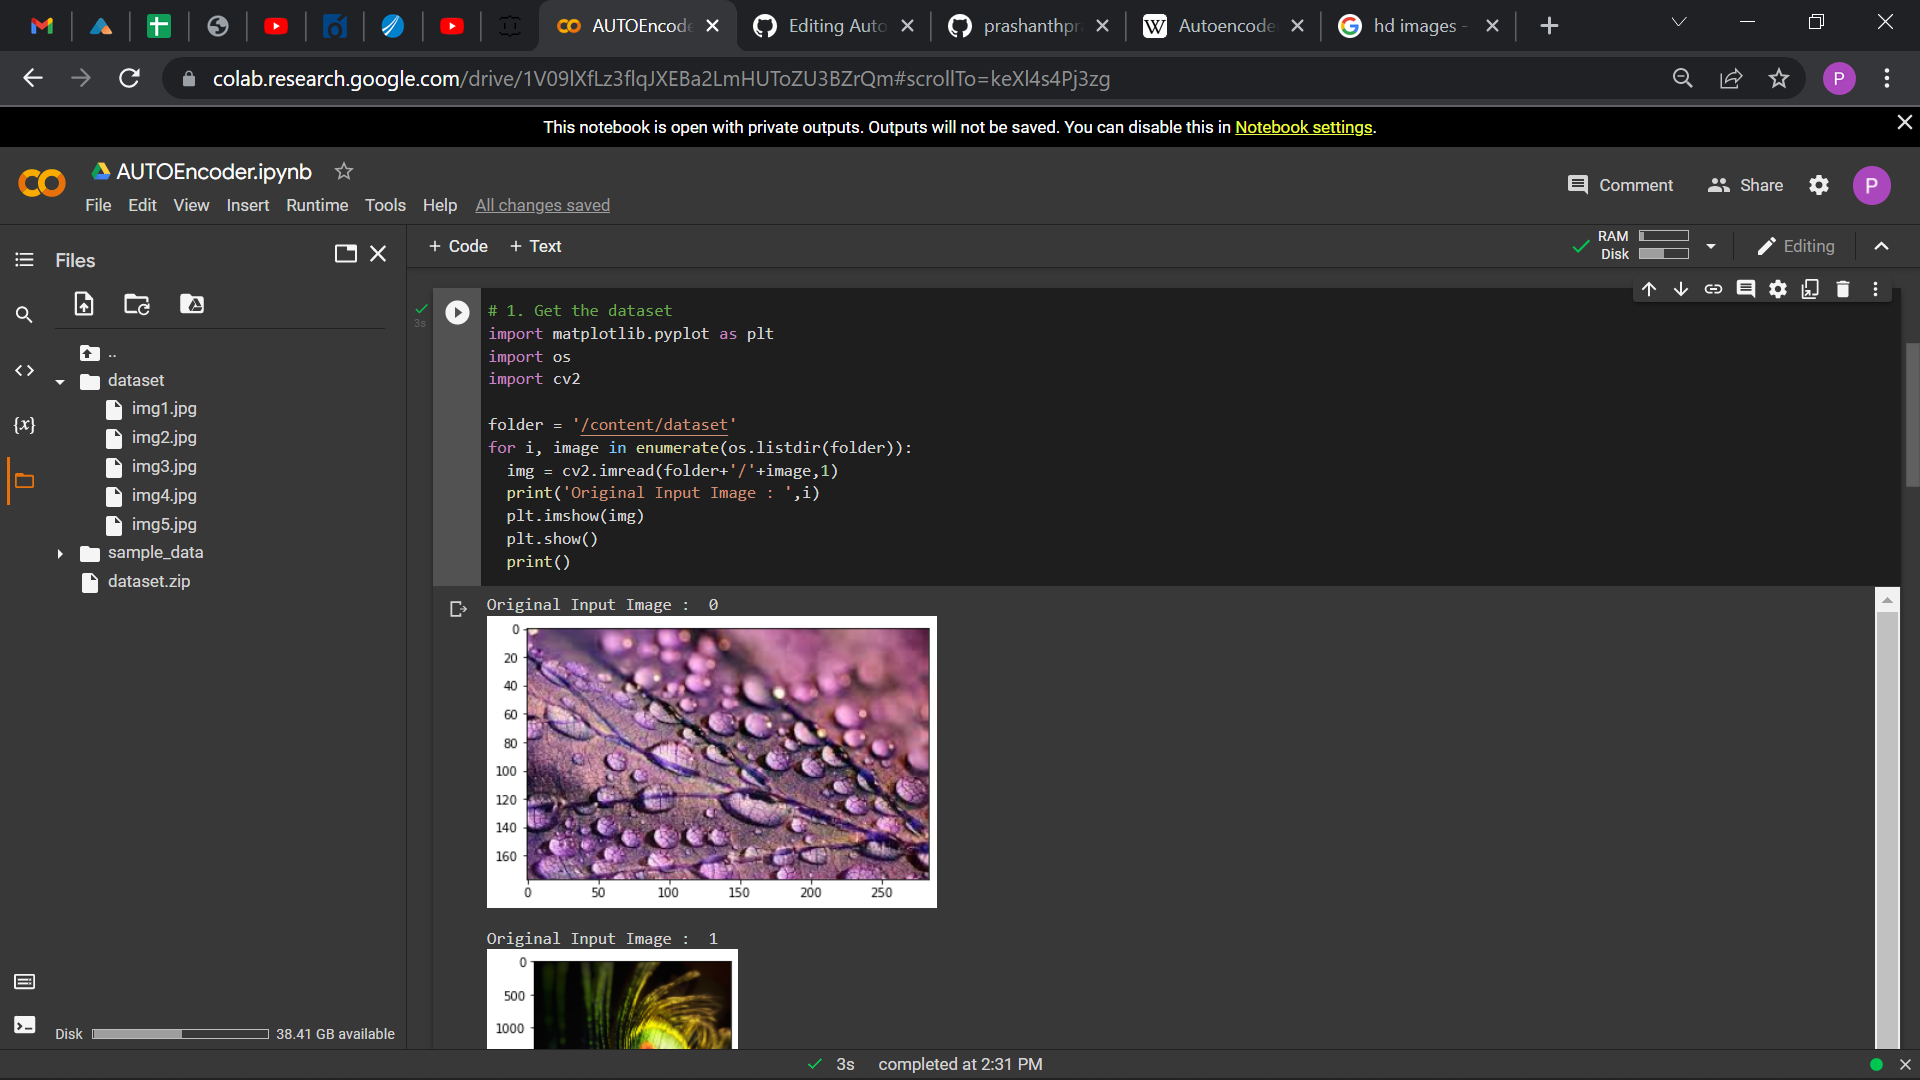 AUTOEncode
Editing Auto
prashanthpr
Autoencode
hd images -
colab.research.google.com/drive/1V09lXfLz3flqJXEBa2LmHUToZU3BZrQm#scrollTo=keXl4s4Pj3zg
P
This notebook is open with private outputs. Outputs will not be saved. You can disable this in Notebook settings.
AUTOEncoder.ipynb
Comment
Share
P
File Edit View Insert Runtime Tools Help All changes saved
Files
+ Code + Text
RAM
Disk
Editing
..
dataset
img1.jpg
img2.jpg
img3.jpg
img4.jpg
img5.jpg
sample_data
dataset.zip
{x}
3s
# 1. Get the dataset
import matplotlib.pyplot as plt
import os
import cv2
folder = '/content/dataset'
for i, image in enumerate(os.listdir(folder)):
img = cv2.imread(folder+'/'+image,1)
print('Original Input Image : ',i)
plt.imshow(img)
plt.show()
print()
Original Input Image :  0
0
20
40
60
80
100
120
140
160
0 50 100 150 200 250
Original Input Image :  1
0
500
1000
Disk 38.41 GB available
3s completed at 2:31 PM